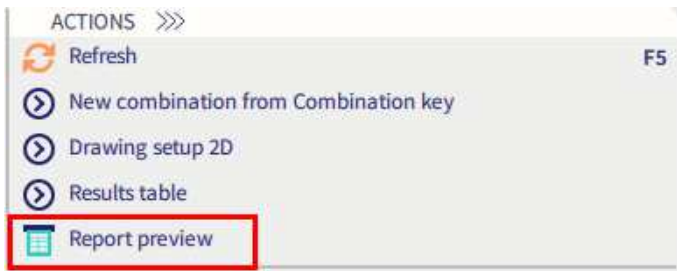 ACTIONS >>>
Refresh F5
New combination from Combination key
Drawing setup 2D
Results table
Report preview